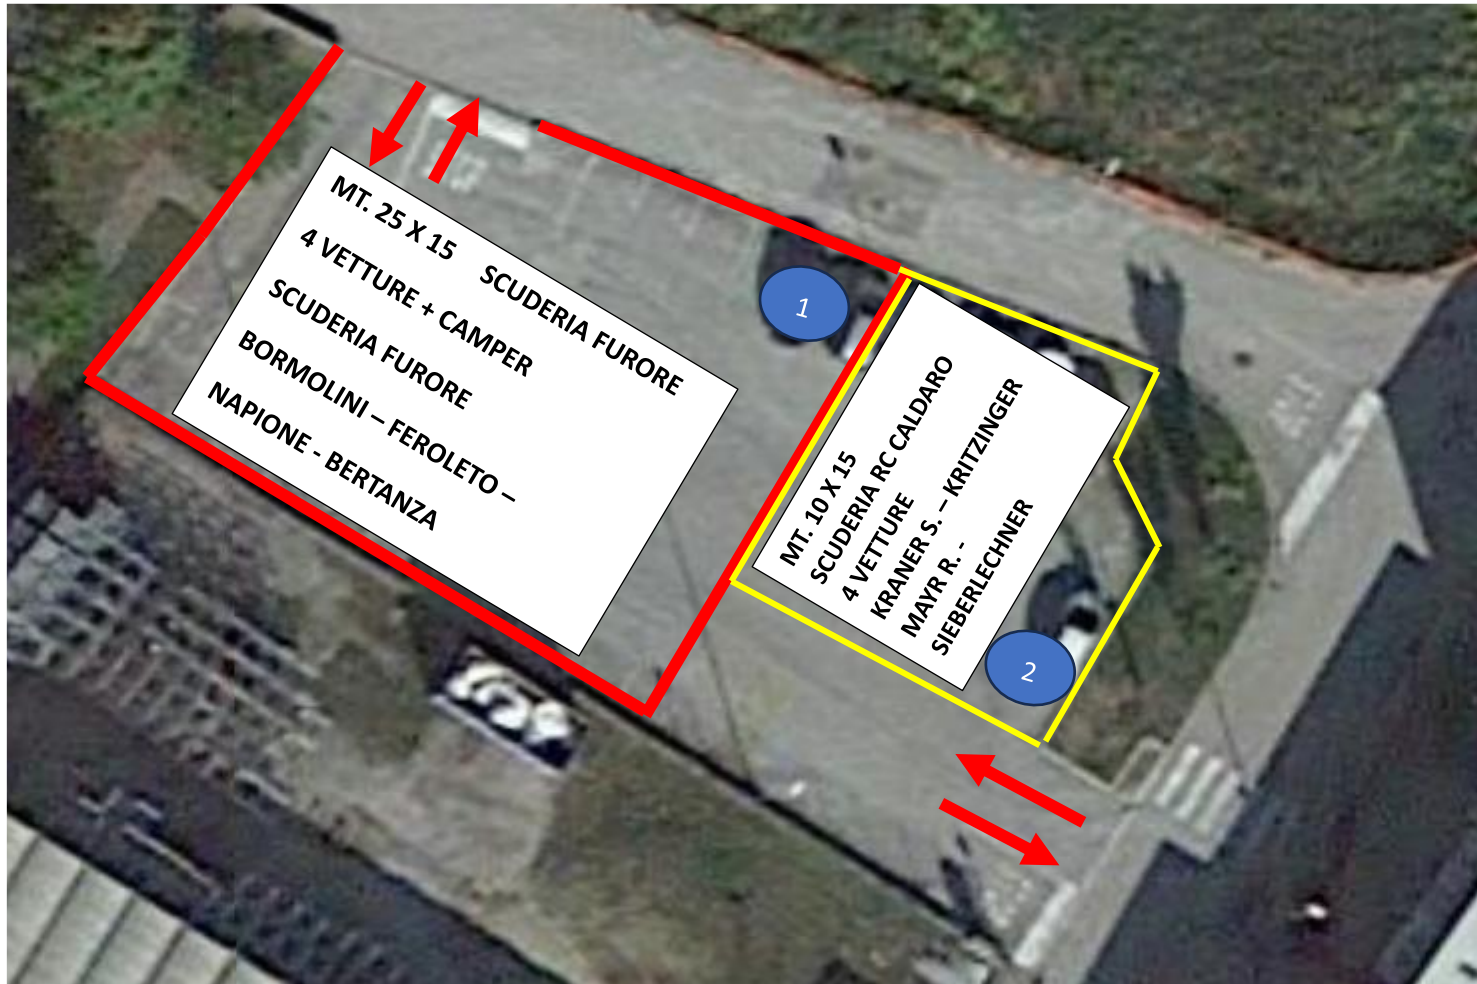 MT. 25 X 15 SCUDERIA FURORE
4 VETTURE + CAMPER
SCUDERIA FURORE
BORMOLINI – FEROLETO –
NAPIONE - BERTANZA
1
MT. 10 X 15
SCUDERIA RC CALDARO
4 VETTURE
KRANER S. – KRITZINGER
MAYR R. -
SIEBERLECHNER
2